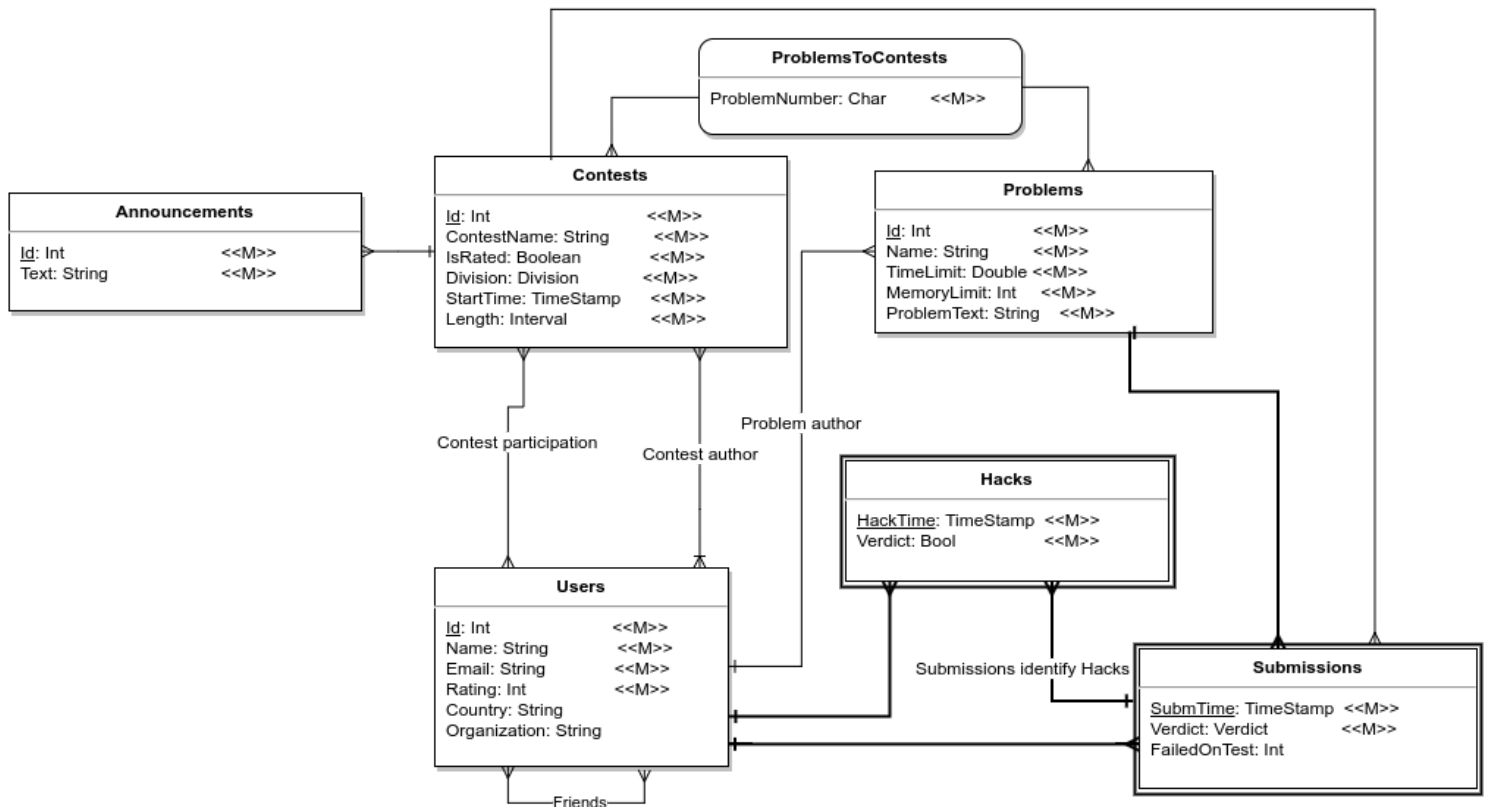 ProblemsToContests
ProblemNumber: Char <<M>>
Contests
Id: Int <<M>>
ContestName: String <<M>>
IsRated: Boolean <<M>>
Division: Division <<M>>
StartTime: TimeStamp <<M>>
Length: Interval <<M>>
Problems
Id: Int <<M>>
Name: String <<M>>
TimeLimit: Double <<M>>
MemoryLimit: Int <<M>>
ProblemText: String <<M>>
Announcements
Id: Int <<M>>
Text: String <<M>>
Contest participation
Contest author
Problem author
Hacks
HackTime: TimeStamp <<M>>
Verdict: Bool <<M>>
Users
Id: Int <<M>>
Name: String <<M>>
Email: String <<M>>
Rating: Int <<M>>
Country: String
Organization: String
Submissions identify Hacks
Submissions
SubmTime: TimeStamp <<M>>
Verdict: Verdict <<M>>
FailedOnTest: Int
Friends